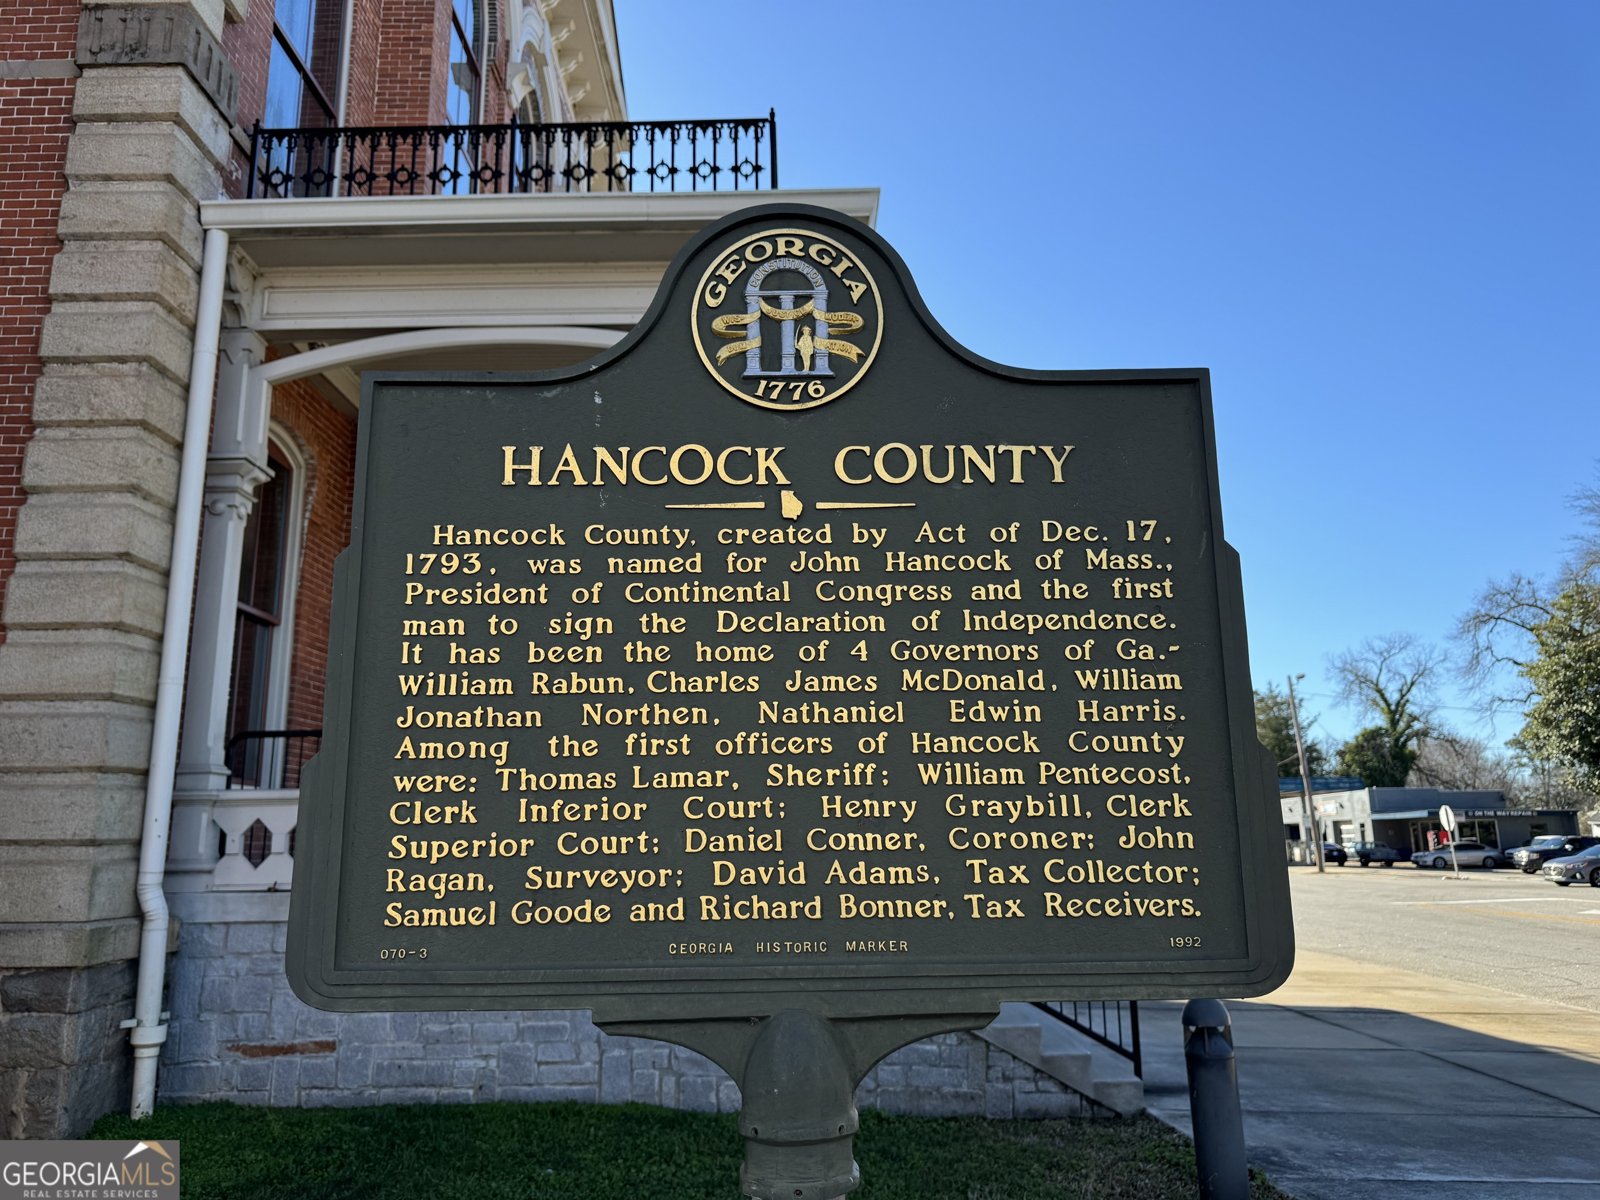 GEORGIA
CONSTITUTION
1776
HANCOCK COUNTY
Hancock County, created by Act of Dec. 17,
1793, was named for John Hancock of Mass.,
President of Continental Congress and the first
man to sign the Declaration of Independence.
It has been the home of 4 Governors of Ga.-
William Rabun, Charles James McDonald, William
Jonathan Northen, Nathaniel Edwin Harris.
Among the first officers of Hancock County
were: Thomas Lamar, Sheriff; William Pentecost,
Clerk Inferior Court; Henry Graybill, Clerk
Superior Court; Daniel Conner, Coroner; John
Ragan, Surveyor; David Adams, Tax Collector;
Samuel Goode and Richard Bonner, Tax Receivers.
070-3 GEORGIA HISTORIC MARKER 1992
ON THE WAY REPAIR
GEORGIAMLS
REAL ESTATE SERVICES